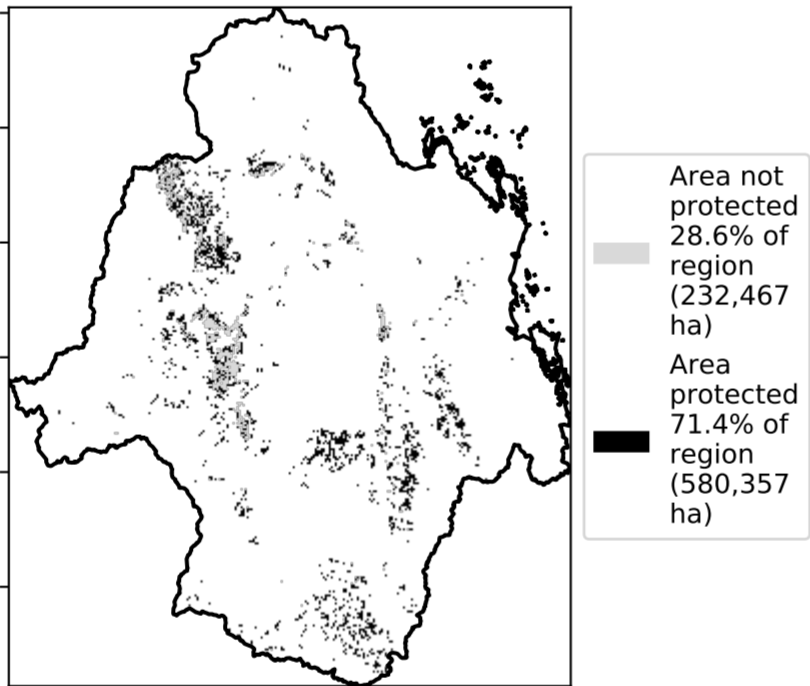 Area not
protected
28.6% of
region
(232,467
ha)
Area
protected
71.4% of
region
(580,357
ha)